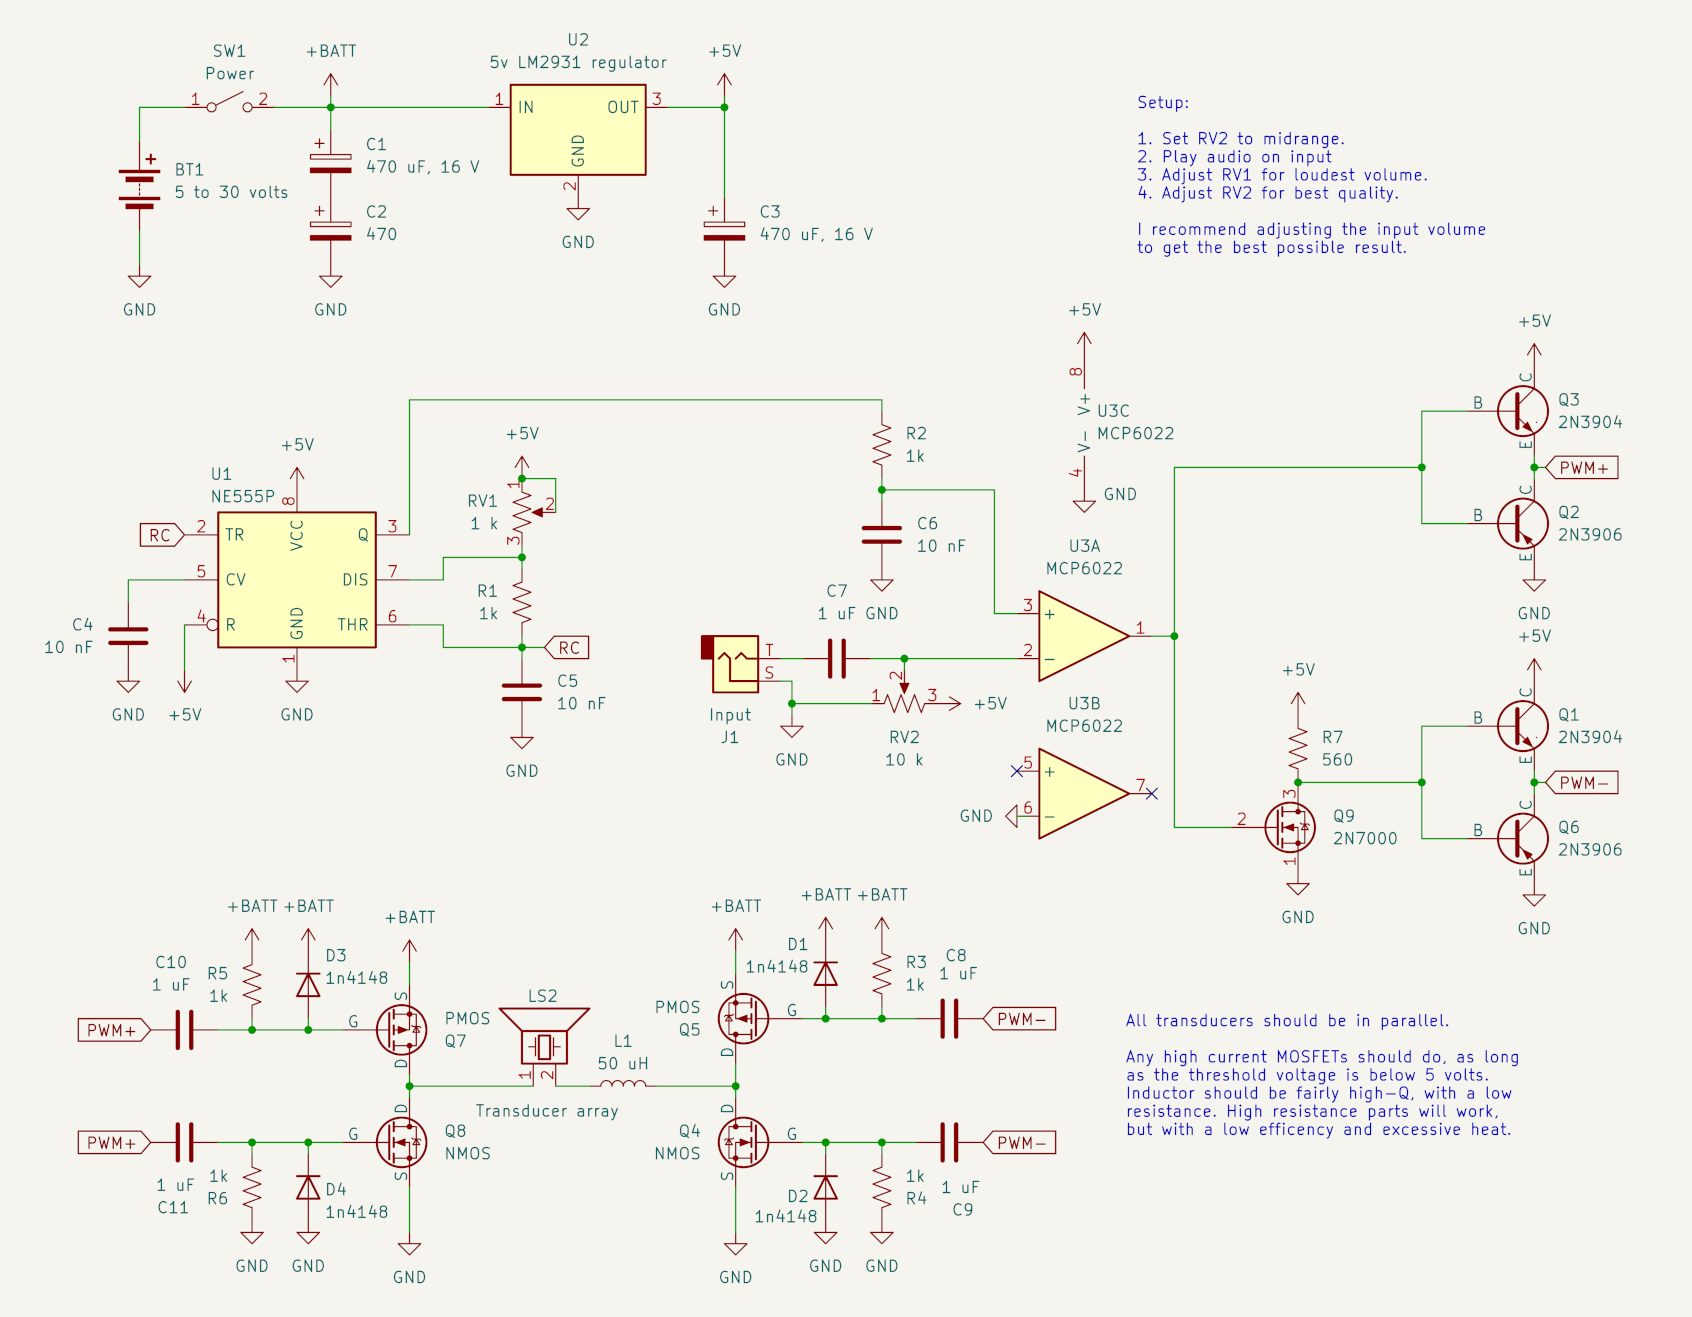 SW1
Power
1
2
+BATT
BT1
5 to 30 volts
GND
C1
470 uF, 16 V
C2
470
GND
U2
5v LM2931 regulator
1
IN
OUT
3
GND
2
GND
+5V
C3
470 uF, 16 V
GND
Setup:
1. Set RV2 to midrange.
2. Play audio on input
3. Adjust RV1 for loudest volume.
4. Adjust RV2 for best quality.
I recommend adjusting the input volume
to get the best possible result.
U1
NE555P
+5V
8
VCC
RC
2
TR
Q
3
5
CV
DIS
7
4
R
THR
6
GND
1
GND
C4
10 nF
GND
+5V
+5V
1
RV1
1 k
2
3
R1
1k
RC
C5
10 nF
GND
R2
1k
C6
10 nF
GND
C7
1 uF
T
S
Input
J1
GND
1
2
3
+5V
RV2
10 k
+5V
8
V+
V-
4
U3C
MCP6022
GND
U3A
MCP6022
3
+
2
-
1
U3B
MCP6022
5
+
GND
6
-
7
+5V
C
B
E
Q3
2N3904
PWM+
C
B
E
Q2
2N3906
GND
+5V
C
B
E
Q1
2N3904
PWM-
C
B
E
Q6
2N3906
GND
+5V
R7
560
3
2
1
Q9
2N7000
GND
+BATT
+BATT
+BATT
C10
1 uF
R5
1k
D3
1n4148
PWM+
G
S
D
PMOS
Q7
PWM+
1 uF
C11
1k
R6
D4
1n4148
G
D
S
Q8
NMOS
GND
GND
GND
LS2
1
2
Transducer array
L1
50 uH
+BATT
+BATT
+BATT
S
D
G
PMOS
Q5
D1
1n4148
R3
1k
C8
1 uF
PWM-
D
S
G
Q4
NMOS
D2
1n4148
1k
R4
1 uF
C9
PWM-
GND
GND
GND
All transducers should be in parallel.
Any high current MOSFETs should do, as long
as the threshold voltage is below 5 volts.
Inductor should be fairly high-Q, with a low
resistance. High resistance parts will work,
but with a low efficency and excessive heat.